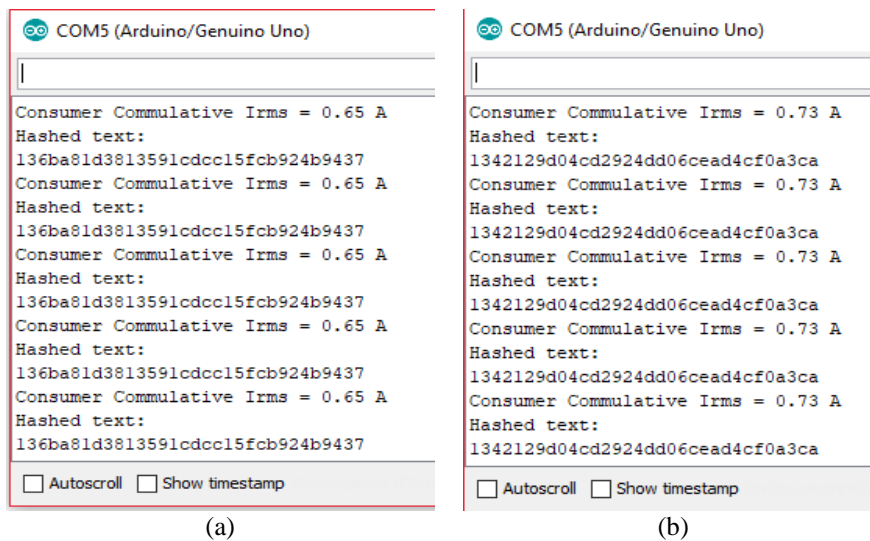 COM5 (Arduino/Genuino Uno)
Consumer Commulative Irms = 0.65 A
Hashed text:
136ba81d3813591cdcc15fcb924b9437
Consumer Commulative Irms = 0.65 A
Hashed text:
136ba81d3813591cdcc15fcb924b9437
Consumer Commulative Irms = 0.65 A
Hashed text:
136ba81d3813591cdcc15fcb924b9437
Consumer Commulative Irms = 0.65 A
Hashed text:
136ba81d3813591cdcc15fcb924b9437
Consumer Commulative Irms = 0.65 A
Hashed text:
136ba81d3813591cdcc15fcb924b9437
Autoscroll Show timestamp
(a)
COM5 (Arduino/Genuino Uno)
Consumer Commulative Irms = 0.73 A
Hashed text:
1342129d04cd2924dd06cead4cf0a3ca
Consumer Commulative Irms = 0.73 A
Hashed text:
1342129d04cd2924dd06cead4cf0a3ca
Consumer Commulative Irms = 0.73 A
Hashed text:
1342129d04cd2924dd06cead4cf0a3ca
Consumer Commulative Irms = 0.73 A
Hashed text:
1342129d04cd2924dd06cead4cf0a3ca
Consumer Commulative Irms = 0.73 A
Hashed text:
1342129d04cd2924dd06cead4cf0a3ca
Autoscroll Show timestamp
(b)